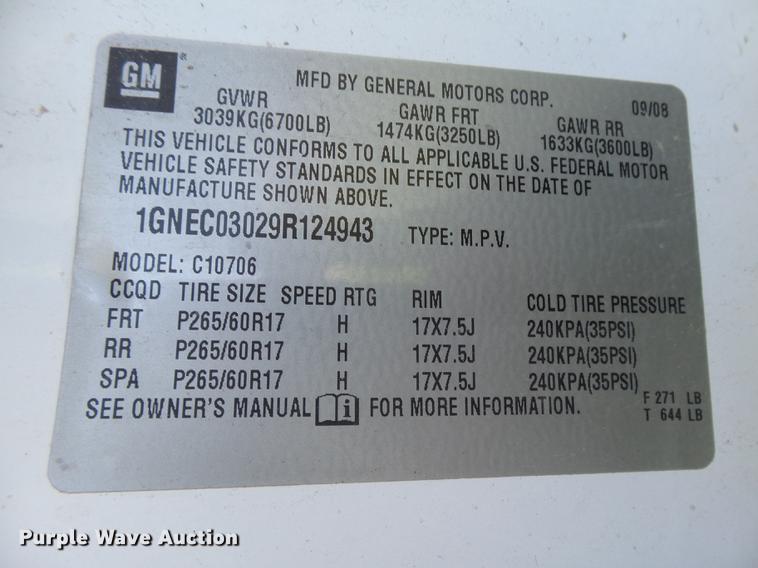 GM®
MFD BY GENERAL MOTORS CORP. 09/08
GVWR GAWR FRT GAWR RR
3039KG(6700LB) 1474KG(3250LB) 1633KG(3600LB)
THIS VEHICLE CONFORMS TO ALL APPLICABLE U.S. FEDERAL MOTOR
VEHICLE SAFETY STANDARDS IN EFFECT ON THE DATE OF
MANUFACTURE SHOWN ABOVE.
1GNEC03029R124943 TYPE: M.P.V.
MODEL: C10706
CCQD TIRE SIZE SPEED RTG RIM COLD TIRE PRESSURE
FRT P265/60R17 H 17X7.5J 240KPA(35PSI)
RR P265/60R17 H 17X7.5J 240KPA(35PSI)
SPA P265/60R17 H 17X7.5J 240KPA(35PSI)
SEE OWNER'S MANUAL i FOR MORE INFORMATION.
F 271 LB
T 644 LB
Purple Wave Auction